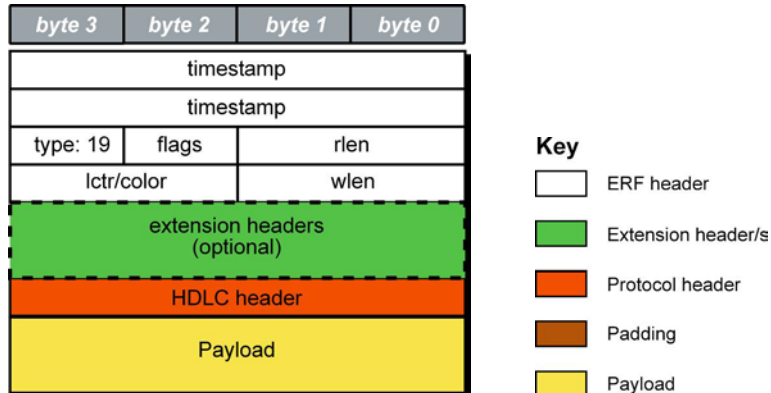 byte 3 byte 2 byte 1 byte 0
timestamp
timestamp
type: 19 flags rlen
lctr/color wlen
extension headers
(optional)
HDLC header
Payload
Key
ERF header
Extension header/s
Protocol header
Padding
Payload